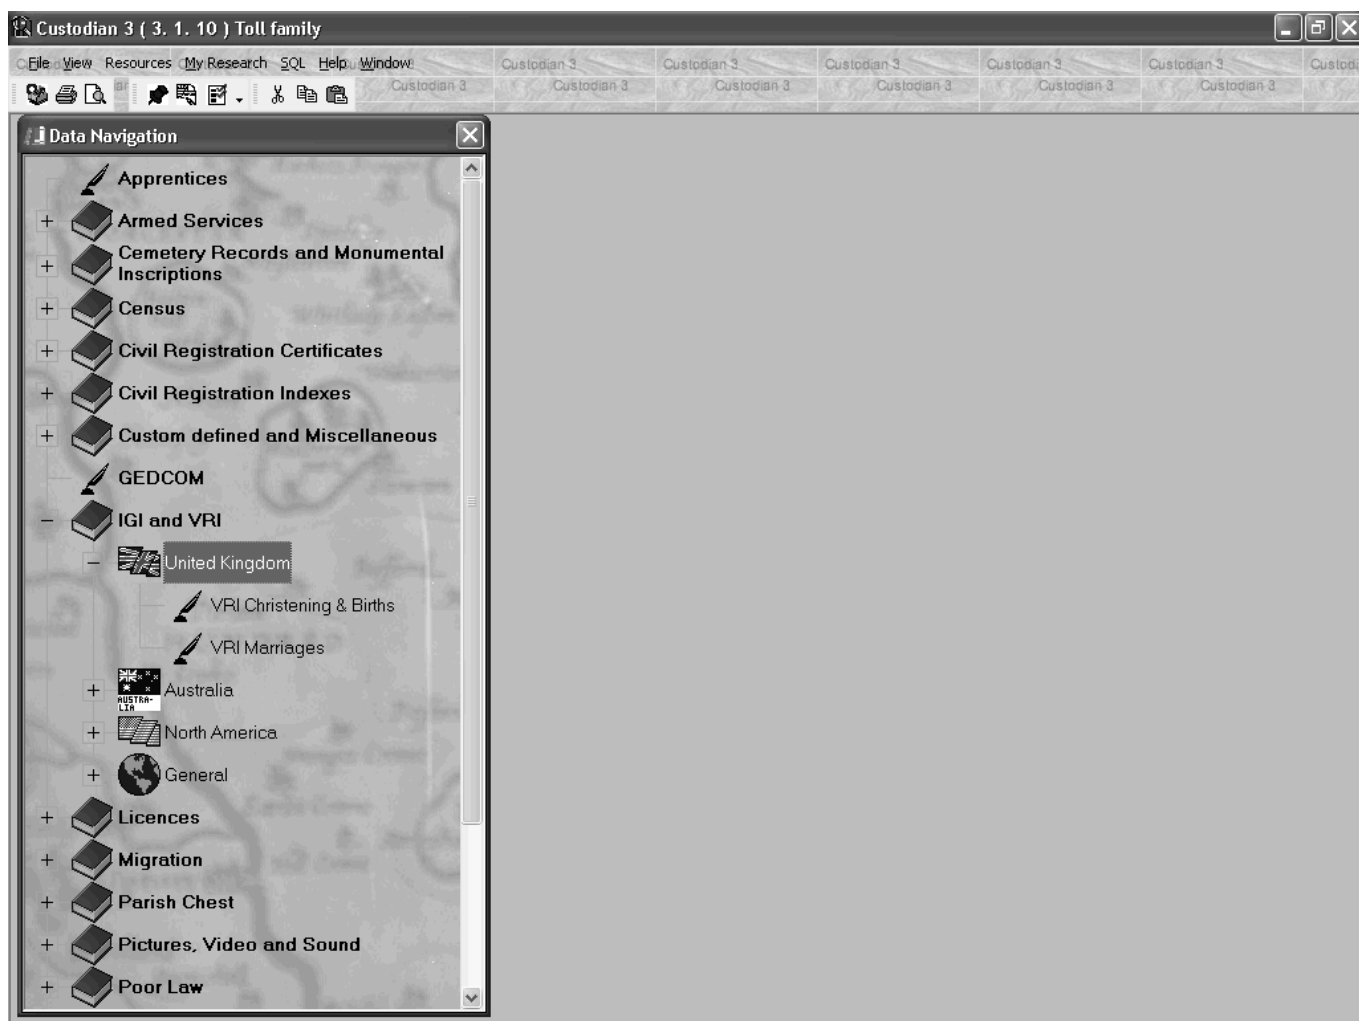 Custodian 3 ( 3. 1. 10 ) Toll family
File View Resources My Research SQL Help Window
Custodian 3 Custodian 3 Custodian 3 Custodian 3 Custodian 3
Custodian 3 Custodian 3 Custodian 3 Custodian 3 Custodian 3 Custodian 3
Data Navigation
Apprentices
Armed Services
Cemetery Records and Monumental
Inscriptions
Census
Civil Registration Certificates
Civil Registration Indexes
Custom defined and Miscellaneous
GEDCOM
IGI and VRI
United Kingdom
VRI Christening & Births
VRI Marriages
AUSTRA-
LIA
Australia
North America
General
Licences
Migration
Parish Chest
Pictures, Video and Sound
Poor Law